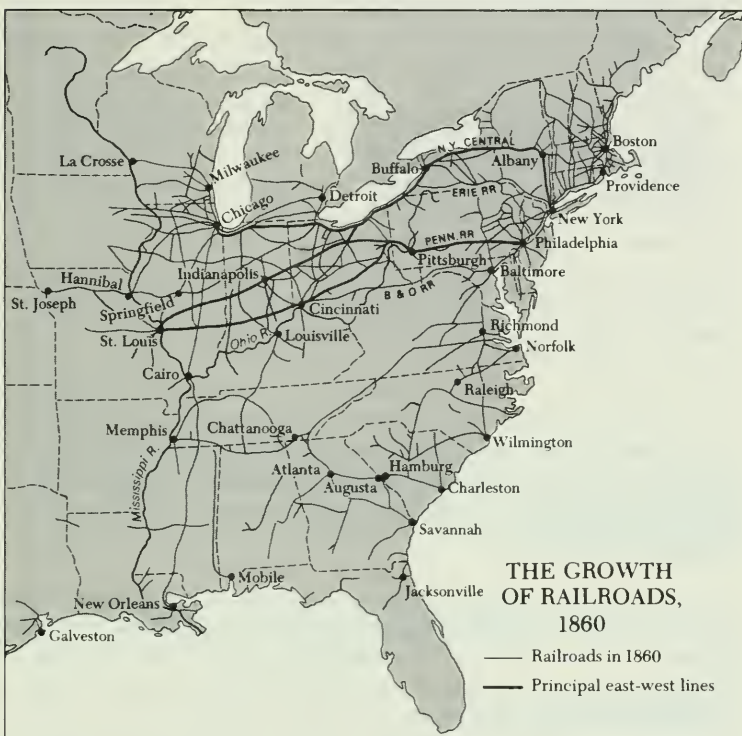 La Crosse
Milwaukee
Chicago
Detroit
Buffalo
N.Y. CENTRAL
Albany
Boston
Providence
ERIE RR
New York
PENN. RR
Philadelphia
Pittsburgh
Baltimore
B & O RR
Hannibal
St. Joseph
Springfield
Indianapolis
Cincinnati
St. Louis
Ohio R.
Louisville
Richmond
Norfolk
Cairo
Raleigh
Memphis
Chattanooga
Wilmington
Atlanta
Hamburg
Augusta
Charleston
Mississippi R.
Savannah
Mobile
Jacksonville
New Orleans
Galveston
THE GROWTH
OF RAILROADS,
1860
Railroads in 1860
Principal east-west lines